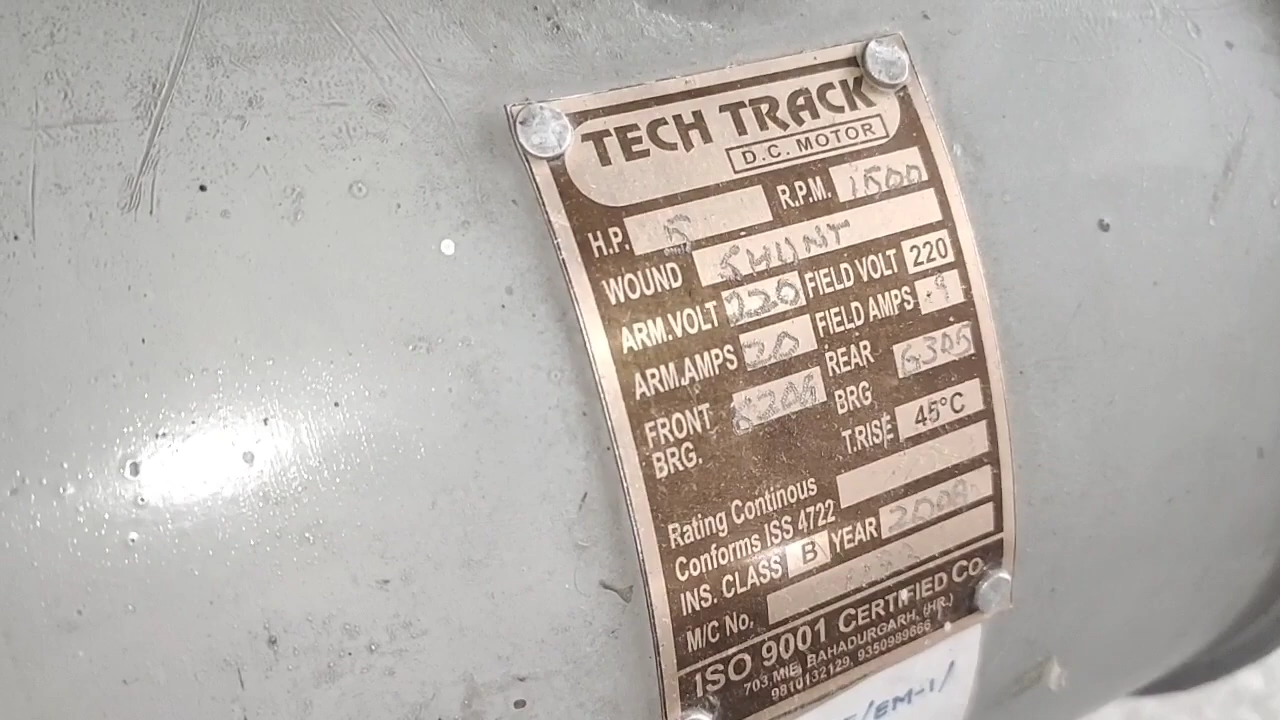 TECH TRACK
D.C. MOTOR
H.P. 5 R.P.M. 1500
WOUND SHUNT
ARM.VOLT 220 FIELD VOLT 220
ARM.AMPS 20 FIELD AMPS .9
FRONT BRG. REAR BRG 6305
T.RISE 45°C
Rating Continous
Conforms ISS 4722
INS. CLASS B YEAR 2008
M/C No.
ISO 9001 CERTIFIED CO.
703, MIE, BAHADURGARH, (HR.)
9810132129, 9350989666
/EM-1/